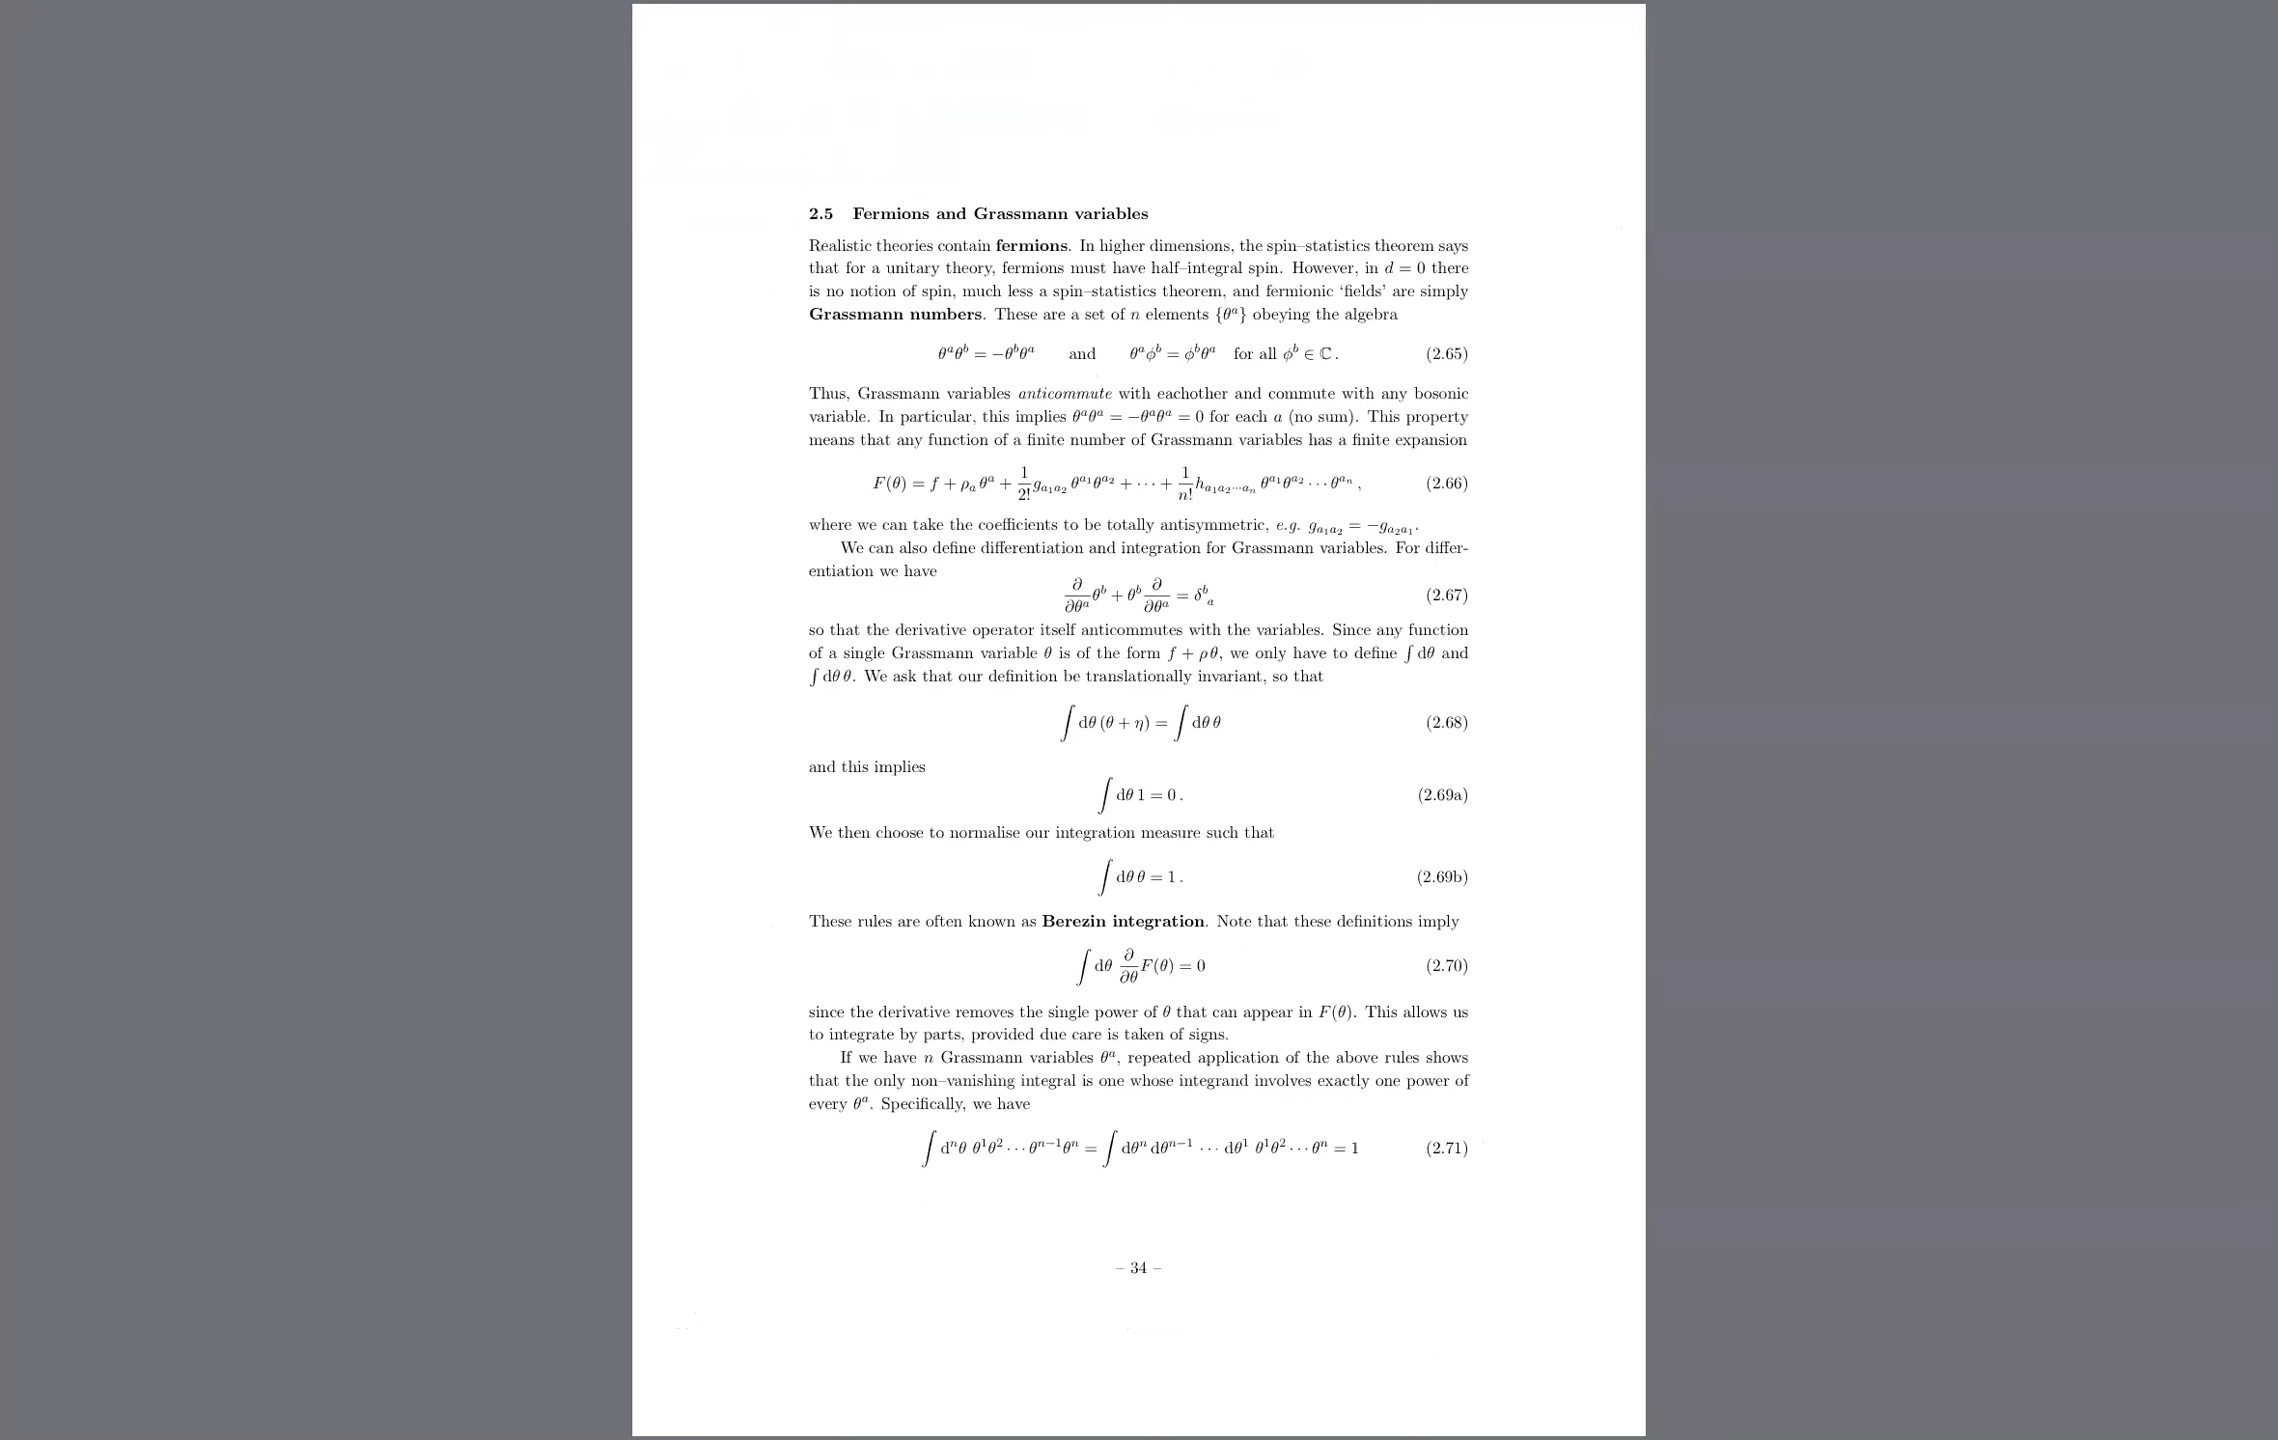 2.5 Fermions and Grassmann variables
Realistic theories contain fermions. In higher dimensions, the spin–statistics theorem says
that for a unitary theory, fermions must have half–integral spin. However, in d = 0 there
is no notion of spin, much less a spin–statistics theorem, and fermionic ‘fields’ are simply
Grassmann numbers. These are a set of n elements {θ^a} obeying the algebra
θ^aθ^b = −θ^bθ^a and θ^aϕ^b = ϕ^bθ^a for all ϕ^b ∈ ℂ. (2.65)
Thus, Grassmann variables anticommute with eachother and commute with any bosonic
variable. In particular, this implies θ^aθ^a = −θ^aθ^a = 0 for each a (no sum). This property
means that any function of a finite number of Grassmann variables has a finite expansion
F(θ) = f + ρ_a θ^a + 1/2! g_{a_1a_2} θ^{a_1}θ^{a_2} + ··· + 1/n! h_{a_1a_2···a_n} θ^{a_1}θ^{a_2} ··· θ^{a_n} , (2.66)
where we can take the coefficients to be totally antisymmetric, e.g. g_{a_1a_2} = −g_{a_2a_1}.
We can also define differentiation and integration for Grassmann variables. For differ-
entiation we have
∂/∂θ^a θ^b + θ^b ∂/∂θ^a = δ^b_a (2.67)
so that the derivative operator itself anticommutes with the variables. Since any function
of a single Grassmann variable θ is of the form f + ρθ, we only have to define ∫ dθ and
∫ dθ θ. We ask that our definition be translationally invariant, so that
∫ dθ (θ + η) = ∫ dθ θ (2.68)
and this implies
∫ dθ 1 = 0 . (2.69a)
We then choose to normalise our integration measure such that
∫ dθ θ = 1 . (2.69b)
These rules are often known as Berezin integration. Note that these definitions imply
∫ dθ ∂/∂θ F(θ) = 0 (2.70)
since the derivative removes the single power of θ that can appear in F(θ). This allows us
to integrate by parts, provided due care is taken of signs.
If we have n Grassmann variables θ^a, repeated application of the above rules shows
that the only non–vanishing integral is one whose integrand involves exactly one power of
every θ^a. Specifically, we have
∫ d^nθ θ^1θ^2 ··· θ^{n−1}θ^n = ∫ dθ^n dθ^{n−1} ··· dθ^1 θ^1θ^2 ··· θ^n = 1 (2.71)
– 34 –